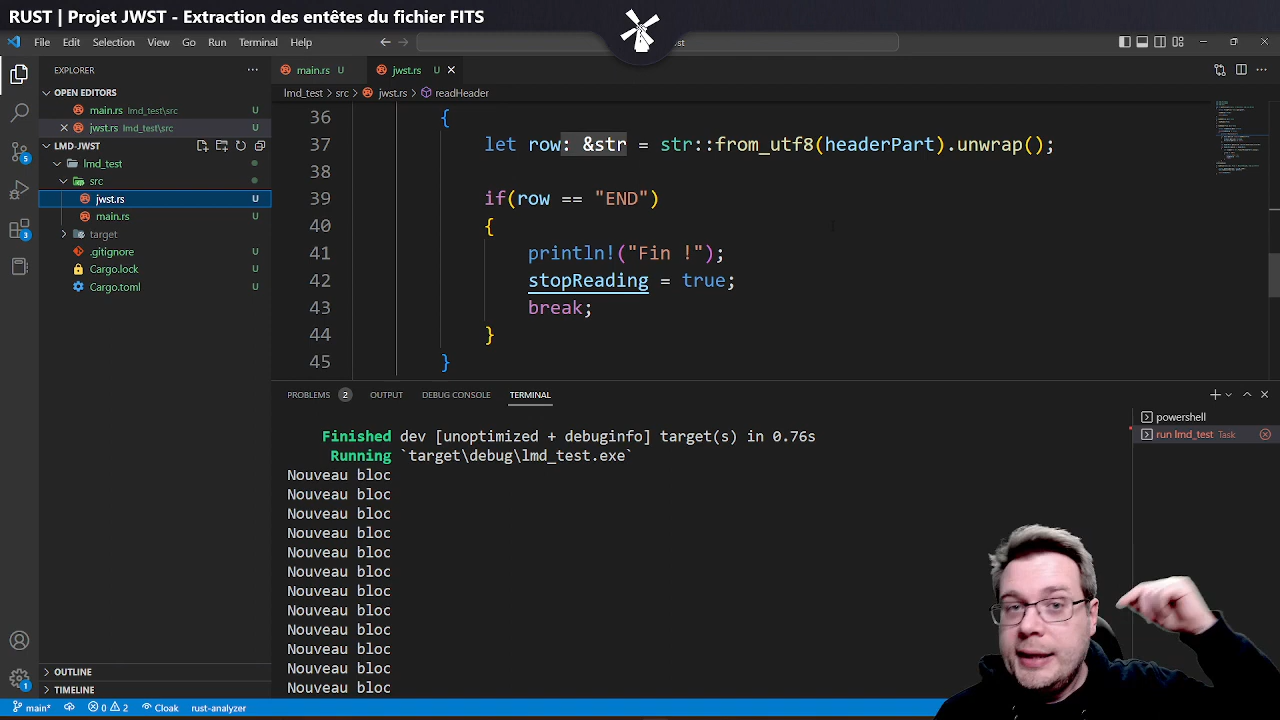 RUST | Projet JWST - Extraction des entêtes du fichier FITS
File Edit Selection View Go Run Terminal Help
EXPLORER
main.rs U jwst.rs U
OPEN EDITORS
lmd_test > src > jwst.rs > readHeader
main.rs lmd_test\src U
jwst.rs lmd_test\src U
LMD-JWST
lmd_test
src
jwst.rs U
main.rs U
target
.gitignore U
Cargo.lock U
Cargo.toml U
36 {
37 let row: &str = str::from_utf8(headerPart).unwrap();
38
39 if(row == "END")
40 {
41 println!("Fin !");
42 stopReading = true;
43 break;
44 }
45 }
PROBLEMS 2 OUTPUT DEBUG CONSOLE TERMINAL
powershell
run lmd_test Task
Finished dev [unoptimized + debuginfo] target(s) in 0.76s
Running `target\debug\lmd_test.exe`
Nouveau bloc
Nouveau bloc
Nouveau bloc
Nouveau bloc
Nouveau bloc
Nouveau bloc
Nouveau bloc
Nouveau bloc
Nouveau bloc
Nouveau bloc
Nouveau bloc
Nouveau bloc
5
3
1
OUTLINE
TIMELINE
main* 0 2 Cloak rust-analyzer